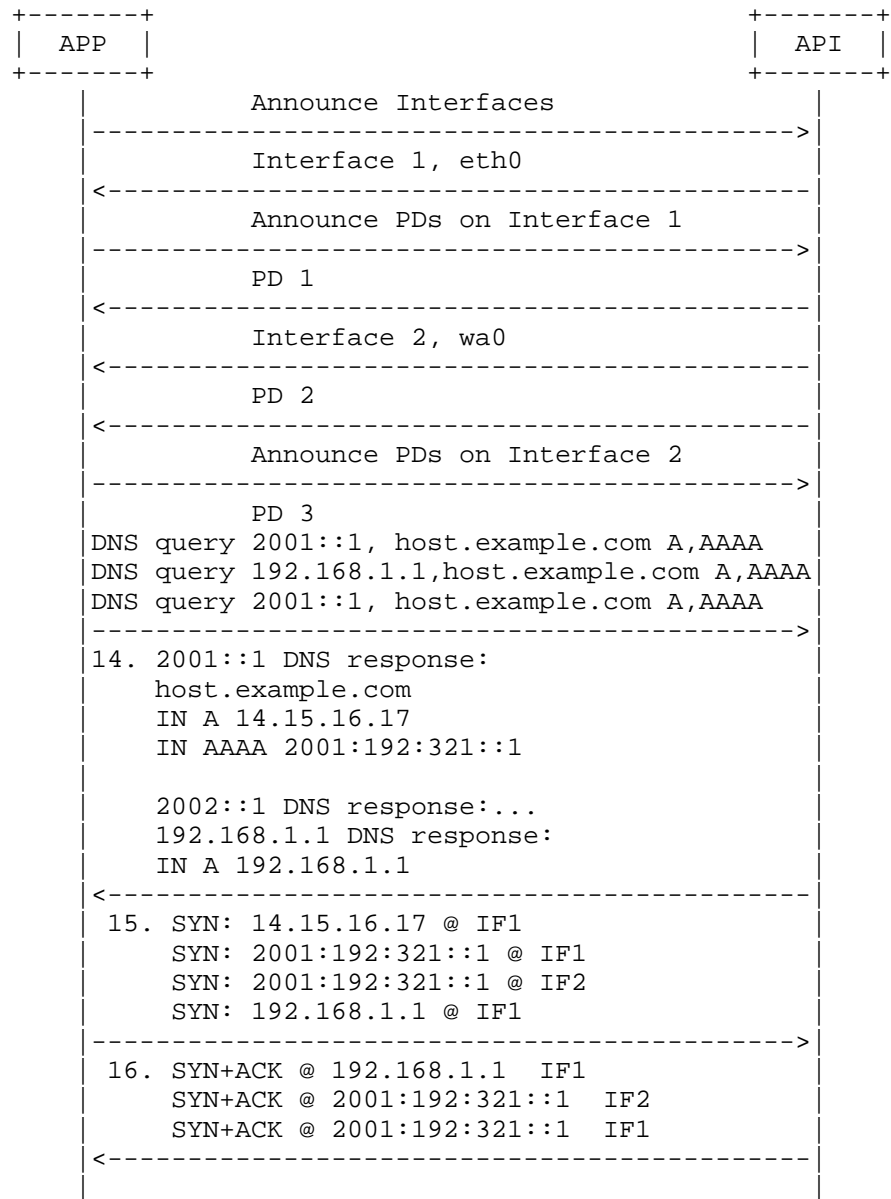 APP API
Announce Interfaces
Interface 1, eth0
Announce PDs on Interface 1
PD 1
Interface 2, wa0
PD 2
Announce PDs on Interface 2
PD 3
DNS query 2001::1, host.example.com A,AAAA
DNS query 192.168.1.1,host.example.com A,AAAA
DNS query 2001::1, host.example.com A,AAAA
14. 2001::1 DNS response:
host.example.com
IN A 14.15.16.17
IN AAAA 2001:192:321::1
2002::1 DNS response:...
192.168.1.1 DNS response:
IN A 192.168.1.1
15. SYN: 14.15.16.17 @ IF1
SYN: 2001:192:321::1 @ IF1
SYN: 2001:192:321::1 @ IF2
SYN: 192.168.1.1 @ IF1
16. SYN+ACK @ 192.168.1.1 IF1
SYN+ACK @ 2001:192:321::1 IF2
SYN+ACK @ 2001:192:321::1 IF1